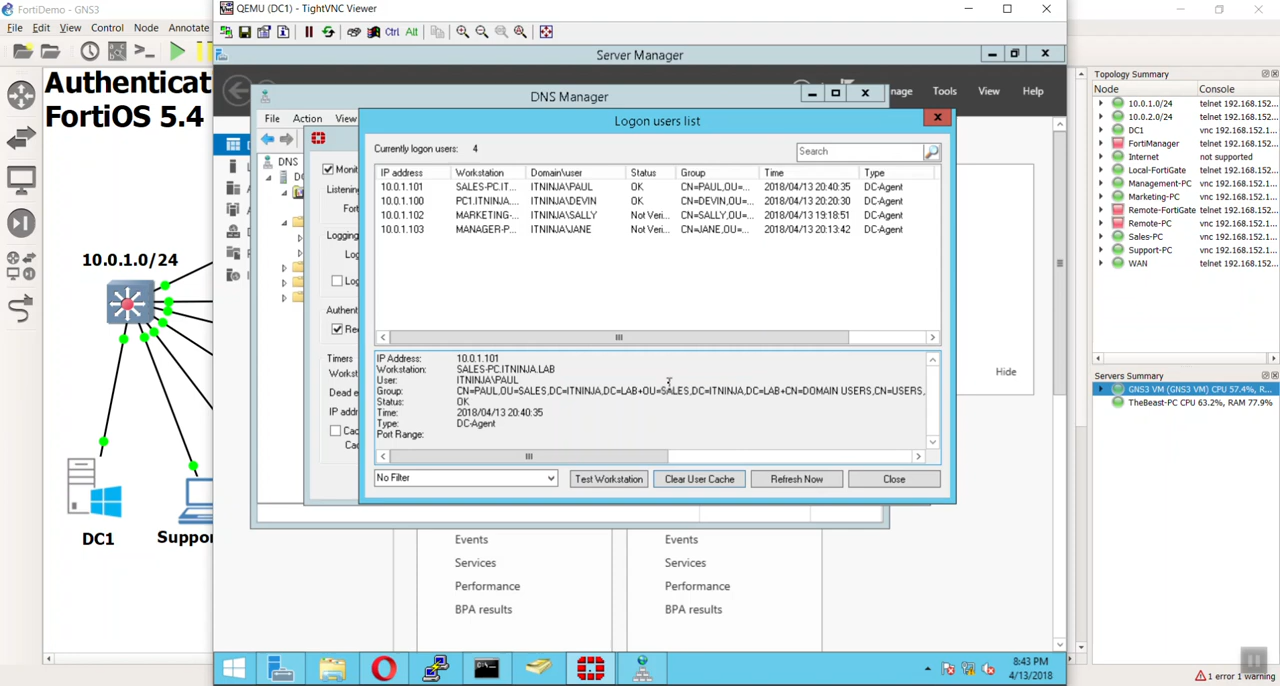 FortiDemo - GNS3
File Edit View Control Node Annotate
QEMU (DC1) - TightVNC Viewer
Ctrl Alt
Server Manager
nage Tools View Help
DNS Manager
File Action View
DNS
Logon users list
Currently logon users: 4
Search
IP address Workstation Domain\user Status Group Time Type
10.0.1.101 SALES-PC.IT... ITNINJA\PAUL OK CN=PAUL,OU=... 2018/04/13 20:40:35 DC-Agent
10.0.1.100 PC1.ITNINJA.... ITNINJA\DEVIN OK CN=DEVIN,OU=... 2018/04/13 20:20:30 DC-Agent
10.0.1.102 MARKETING-... ITNINJA\SALLY Not Veri... CN=SALLY,OU=... 2018/04/13 19:18:51 DC-Agent
10.0.1.103 MANAGER-P... ITNINJA\JANE Not Veri... CN=JANE,OU=... 2018/04/13 20:13:42 DC-Agent
IP Address: 10.0.1.101
Workstation: SALES-PC.ITNINJA.LAB
User: ITNINJA\PAUL
Group: CN=PAUL,OU=SALES,DC=ITNINJA,DC=LAB+OU=SALES,DC=ITNINJA,DC=LAB+CN=DOMAIN USERS,CN=USERS,
Status: OK
Time: 2018/04/13 20:40:35
Type: DC-Agent
Port Range:
No Filter
Test Workstation
Clear User Cache
Refresh Now
Close
Monit
Listening
Fort
Logging
Log
Log
Authenti
Rec
Timers
Workst
Dead e
IP addr
Cac
Cac
Hide
Events
Services
Performance
BPA results
Events
Services
Performance
BPA results
8:43 PM
4/13/2018
Authenticat
FortiOS 5.4
10.0.1.0/24
DC1
Suppor
Topology Summary
Node Console
10.0.1.0/24 telnet 192.168.152...
10.0.2.0/24 telnet 192.168.152...
DC1 vnc 192.168.152...
FortiManager telnet 192.168.152...
Internet not supported
Local-FortiGate telnet 192.168.152...
Management-PC vnc 192.168.152...
Marketing-PC vnc 192.168.152...
Remote-FortiGate telnet 192.168.152...
Remote-PC vnc 192.168.152...
Sales-PC vnc 192.168.152...
Support-PC vnc 192.168.152...
WAN telnet 192.168.152...
Servers Summary
GNS3 VM (GNS3 VM) CPU 57.4%, R...
TheBeast-PC CPU 63.2%, RAM 77.9%
1 error 1 warning